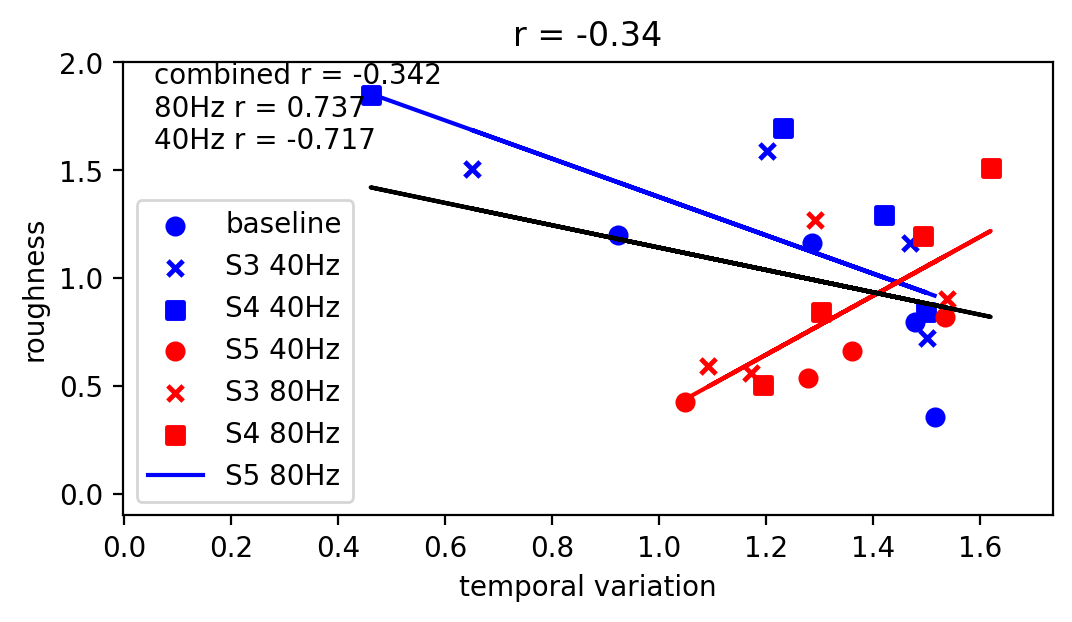 r = -0.34
combined r = -0.342
80Hz r = 0.737
40Hz r = -0.717
baseline
S3 40Hz
S4 40Hz
S5 40Hz
S3 80Hz
S4 80Hz
S5 80Hz
2.0
1.5
1.0
0.5
0.0
roughness
0.0 0.2 0.4 0.6 0.8 1.0 1.2 1.4 1.6
temporal variation